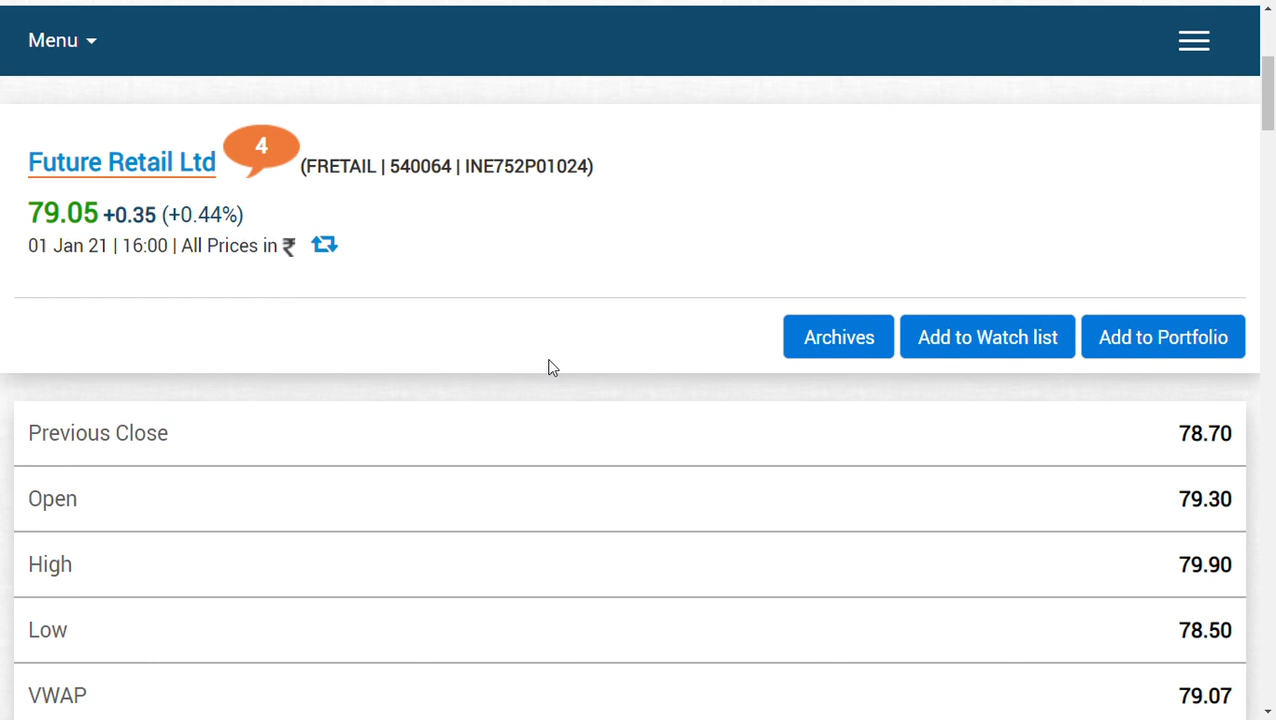 Menu
Future Retail Ltd 4 (FRETAIL | 540064 | INE752P01024)
79.05 +0.35 (+0.44%)
01 Jan 21 | 16:00 | All Prices in ₹
Archives Add to Watch list Add to Portfolio
Previous Close 78.70
Open 79.30
High 79.90
Low 78.50
VWAP 79.07